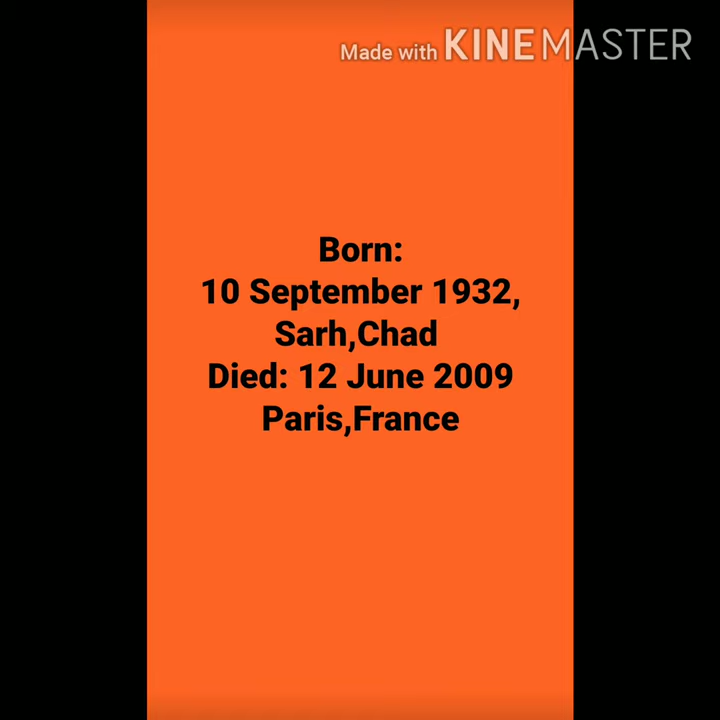 Made with KINEMASTER
Born:
10 September 1932,
Sarh,Chad
Died: 12 June 2009
Paris,France